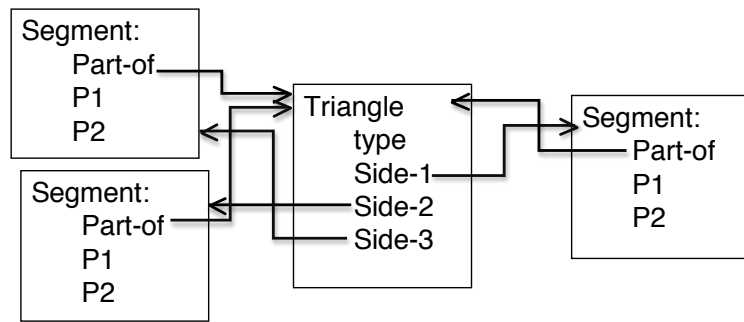 Segment:
Part-of
P1
P2
Segment:
Part-of
P1
P2
Triangle
type
Side-1
Side-2
Side-3
Segment:
Part-of
P1
P2